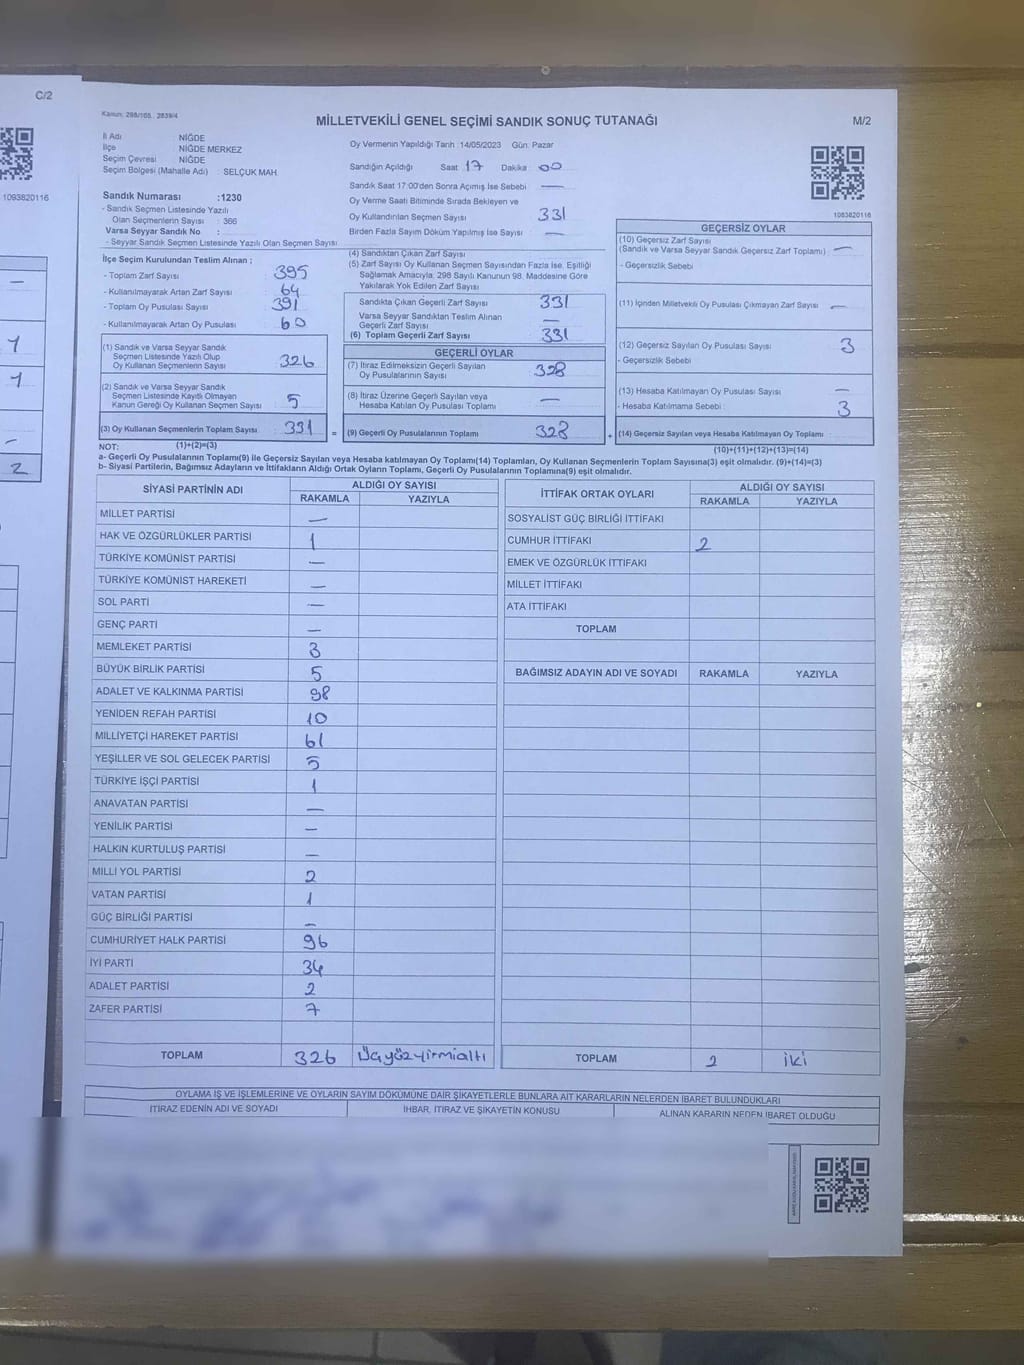 C/2
1093820116
—
1
1
—
2
Kanun: 298/105, 2839/4
MİLLETVEKİLİ GENEL SEÇİMİ SANDIK SONUÇ TUTANAĞI
M/2
İl Adı NİĞDE
İlçe NİĞDE MERKEZ
Seçim Çevresi NİĞDE
Seçim Bölgesi (Mahalle Adı) : SELÇUK MAH.
Sandık Numarası :1230
- Sandık Seçmen Listesinde Yazılı
Olan Seçmenlerin Sayısı : 366
Varsa Seyyar Sandık No :
- Seyyar Sandık Seçmen Listesinde Yazılı Olan Seçmen Sayısı
İlçe Seçim Kurulundan Teslim Alınan :
- Toplam Zarf Sayısı 395
- Kullanılmayarak Artan Zarf Sayısı 64
- Toplam Oy Pusulası Sayısı 391
- Kullanılmayarak Artan Oy Pusulası 60
(1) Sandık ve Varsa Seyyar Sandık
Seçmen Listesinde Yazılı Olup
Oy Kullanan Seçmenlerin Sayısı 326
(2) Sandık ve Varsa Seyyar Sandık
Seçmen Listesinde Kayıtlı Olmayan
Kanun Gereği Oy Kullanan Seçmen Sayısı 5
(3) Oy Kullanan Seçmenlerin Toplam Sayısı 331
Oy Vermenin Yapıldığı Tarih :14/05/2023 Gün: Pazar
Sandığın Açıldığı Saat 17 Dakika 00
Sandık Saat 17:00'den Sonra Açımış İse Sebebi —
Oy Verme Saati Bitiminde Sırada Bekleyen ve
Oy Kullandırılan Seçmen Sayısı 331
Birden Fazla Sayım Döküm Yapılmış İse Sayısı —
(4) Sandıktan Çıkan Zarf Sayısı
(5) Zarf Sayısı Oy Kullanan Seçmen Sayısından Fazla İse, Eşitliği
Sağlamak Amacıyla; 298 Sayılı Kanunun 98. Maddesine Göre
Yakılarak Yok Edilen Zarf Sayısı
Sandıkta Çıkan Geçerli Zarf Sayısı 331
Varsa Seyyar Sandıktan Teslim Alınan
Geçerli Zarf Sayısı —
(6) Toplam Geçerli Zarf Sayısı 331
GEÇERLİ OYLAR
(7) İtiraz Edilmeksizin Geçerli Sayılan
Oy Pusulalarının Sayısı 328
(8) İtiraz Üzerine Geçerli Sayılan veya
Hesaba Katılan Oy Pusulası Toplamı —
= (9) Geçerli Oy Pusulalarının Toplamı 328
1093820116
GEÇERSİZ OYLAR
(10) Geçersiz Zarf Sayısı
(Sandık ve Varsa Seyyar Sandık Geçersiz Zarf Toplamı) —
- Geçersizlik Sebebi
(11) İçinden Milletvekili Oy Pusulası Çıkmayan Zarf Sayısı —
(12) Geçersiz Sayılan Oy Pusulası Sayısı 3
- Geçersizlik Sebebi
(13) Hesaba Katılmayan Oy Pusulası Sayısı —
- Hesaba Katılmama Sebebi : 3
+ (14) Geçersiz Sayılan veya Hesaba Katılmayan Oy Toplamı
NOT: (1)+(2)=(3) (10)+(11)+(12)+(13)=(14)
a- Geçerli Oy Pusulalarının Toplamı(9) ile Geçersiz Sayılan veya Hesaba katılmayan Oy Toplamı(14) Toplamları, Oy Kullanan Seçmenlerin Toplam Sayısına(3) eşit olmalıdır. (9)+(14)=(3)
b- Siyasi Partilerin, Bağımsız Adayların ve İttifakların Aldığı Ortak Oyların Toplamı, Geçerli Oy Pusulalarının Toplamına(9) eşit olmalıdır.
SİYASİ PARTİNİN ADI ALDIĞI OY SAYISI
RAKAMLA YAZIYLA
MİLLET PARTİSİ —
HAK VE ÖZGÜRLÜKLER PARTİSİ 1
TÜRKİYE KOMÜNİST PARTİSİ —
TÜRKİYE KOMÜNİST HAREKETİ —
SOL PARTİ —
GENÇ PARTİ —
MEMLEKET PARTİSİ 3
BÜYÜK BİRLİK PARTİSİ 5
ADALET VE KALKINMA PARTİSİ 98
YENİDEN REFAH PARTİSİ 10
MİLLİYETÇİ HAREKET PARTİSİ 61
YEŞİLLER VE SOL GELECEK PARTİSİ 5
TÜRKİYE İŞÇİ PARTİSİ 1
ANAVATAN PARTİSİ —
YENİLİK PARTİSİ —
HALKIN KURTULUŞ PARTİSİ —
MİLLİ YOL PARTİSİ 2
VATAN PARTİSİ 1
GÜÇ BİRLİĞİ PARTİSİ —
CUMHURİYET HALK PARTİSİ 96
İYİ PARTİ 34
ADALET PARTİSİ 2
ZAFER PARTİSİ 7
TOPLAM 326 Üçyüzyirmialtı
İTTİFAK ORTAK OYLARI ALDIĞI OY SAYISI
RAKAMLA YAZIYLA
SOSYALİST GÜÇ BİRLİĞİ İTTİFAKI
CUMHUR İTTİFAKI 2
EMEK VE ÖZGÜRLÜK İTTİFAKI
MİLLET İTTİFAKI
ATA İTTİFAKI
TOPLAM
BAĞIMSIZ ADAYIN ADI VE SOYADI RAKAMLA YAZIYLA
TOPLAM 2 iki
OYLAMA İŞ VE İŞLEMLERİNE VE OYLARIN SAYIM DÖKÜMÜNE DAİR ŞİKAYETLERLE BUNLARA AİT KARARLARIN NELERDEN İBARET BULUNDUKLARI
İTİRAZ EDENİN ADI VE SOYADI İHBAR, İTİRAZ VE ŞİKAYETİN KONUSU ALINAN KARARIN NEDEN İBARET OLDUĞU